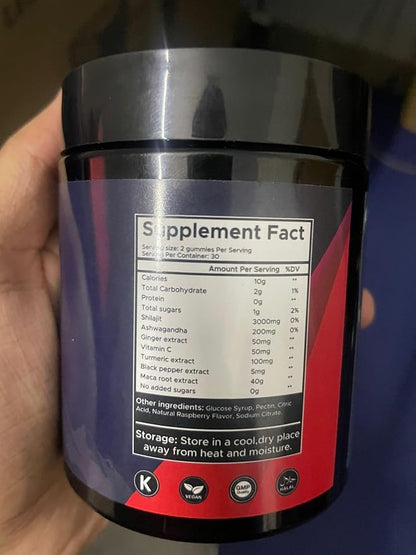 Supplement Fact
Serving size: 2 gummies Per Serving
Serving Per Container: 30
Amount Per Serving %DV
Calories 10g **
Total Carbohydrate 2g 1%
Protein 0g **
Total sugars 1g 2%
Shilajit 3000mg 0%
Ashwagandha 200mg 0%
Ginger extract 50mg **
Vitamin C 50mg **
Turmeric extract 100mg **
Black pepper extract 5mg **
Maca root extract 40g **
No added sugars 0g **
Other ingredients: Glucose Syrup, Pectin, Citric
Acid, Natural Raspberry Flavor, Sodium Citrate.
Storage: Store in a cool,dry place
away from heat and moisture.
K
VEGAN
GMP
Quality
حلال
HALAL